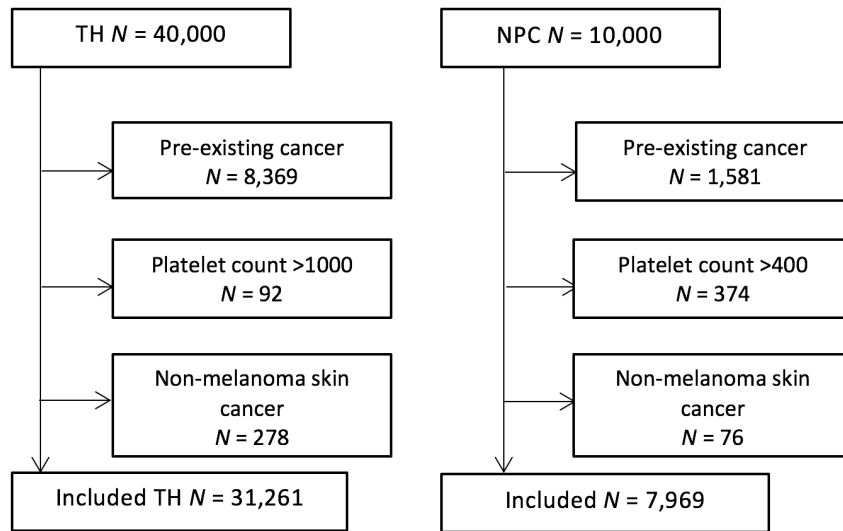 TH N = 40,000
Pre-existing cancer
N = 8,369
Platelet count >1000
N = 92
Non-melanoma skin
cancer
N = 278
Included TH N = 31,261
NPC N = 10,000
Pre-existing cancer
N = 1,581
Platelet count >400
N = 374
Non-melanoma skin
cancer
N = 76
Included N = 7,969